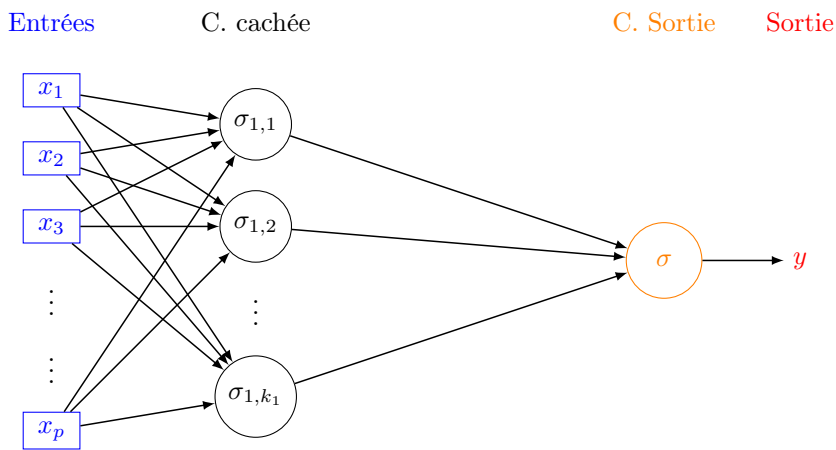 Entrées C. cachée C. Sortie Sortie
x₁
σ₁,₁
x₂
x₃
σ₁,₂
σ
y
⋮
⋮
⋮
σ₁,ₖ₁
xₚ